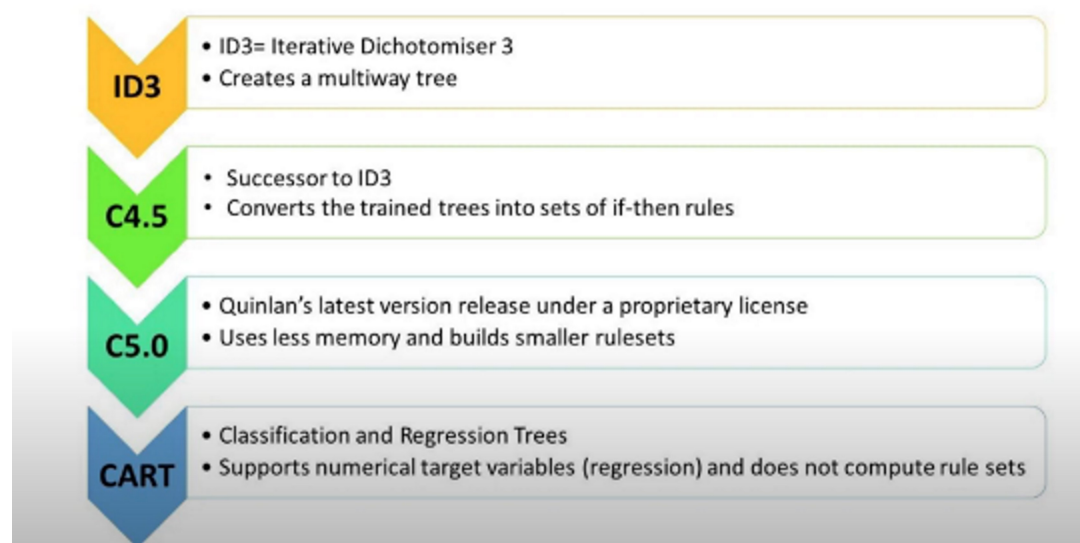 ID3
• ID3= Iterative Dichotomiser 3
• Creates a multiway tree
C4.5
• Successor to ID3
• Converts the trained trees into sets of if-then rules
C5.0
• Quinlan's latest version release under a proprietary license
• Uses less memory and builds smaller rulesets
CART
• Classification and Regression Trees
• Supports numerical target variables (regression) and does not compute rule sets